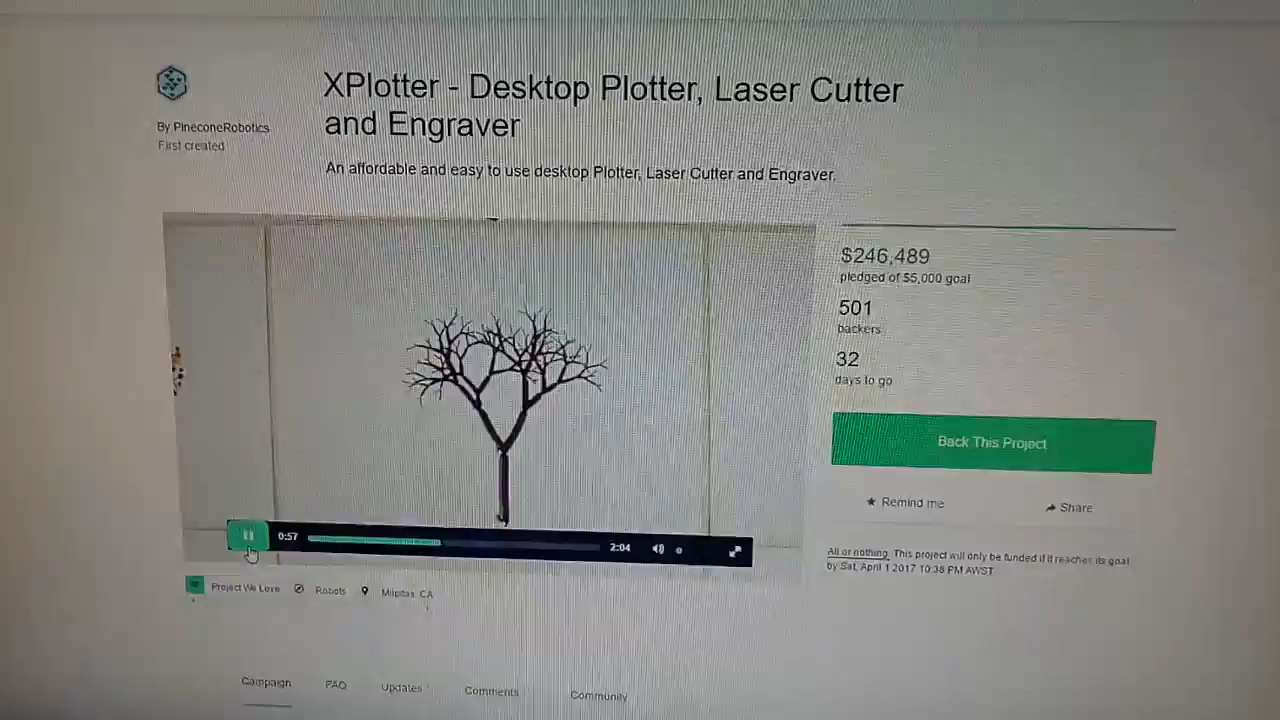 XPlotter - Desktop Plotter, Laser Cutter
and Engraver
By PineconeRobotics
First created
An affordable and easy to use desktop Plotter, Laser Cutter and Engraver.
$246,489
pledged of $5,000 goal
501
backers
32
days to go
Back This Project
Remind me
Share
All or nothing. This project will only be funded if it reaches its goal
by Sat, April 1 2017 10:38 PM AWST.
0:57
2:04
Project We Love
Robots
Milpitas, CA
Campaign
FAQ
Updates
Comments
Community